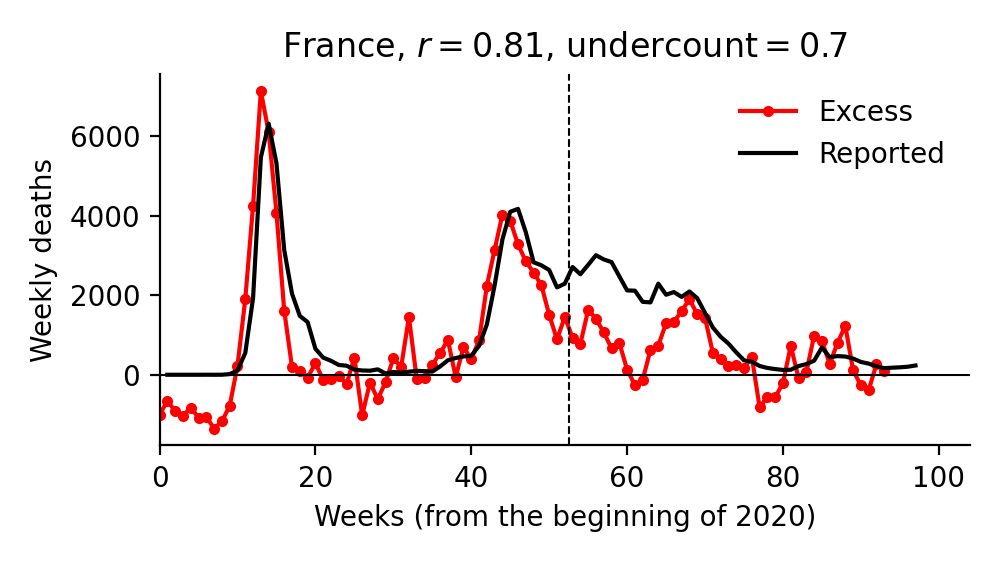 France, r = 0.81, undercount = 0.7
Excess
Reported
Weekly deaths
6000
4000
2000
0
0 20 40 60 80 100
Weeks (from the beginning of 2020)